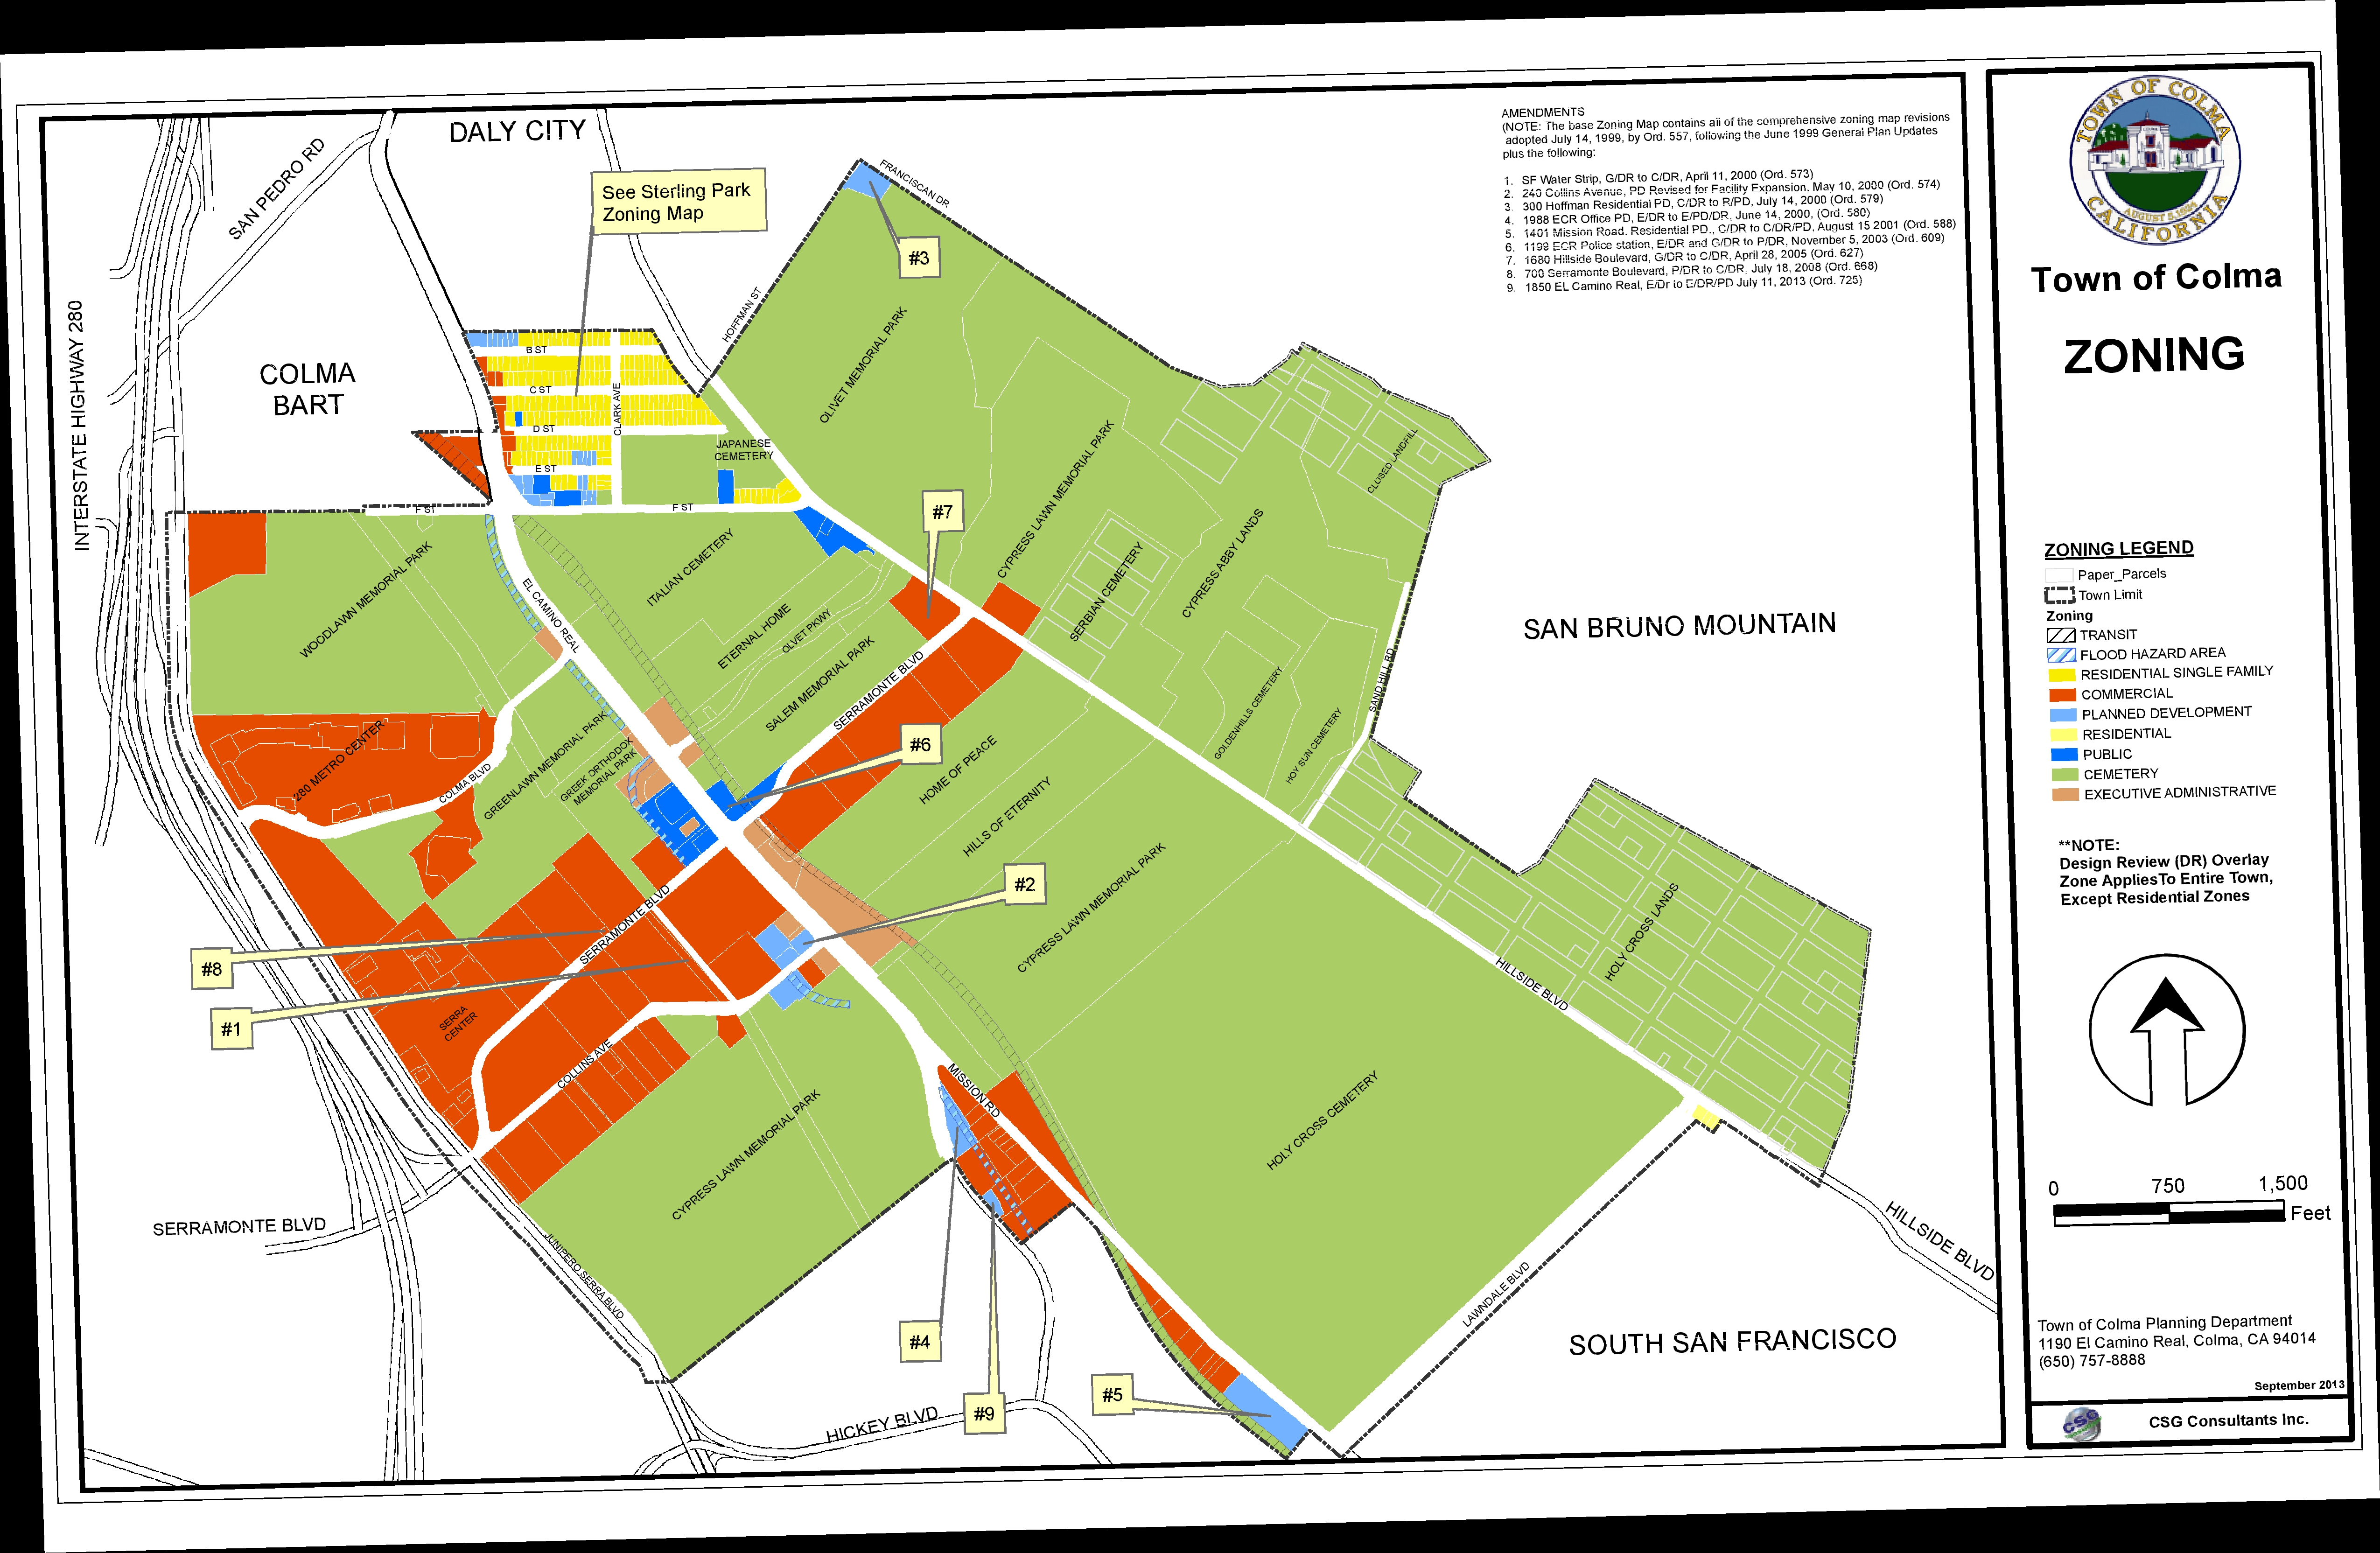 DALY CITY
SAN PEDRO RD
See Sterling Park
Zoning Map
FRANCISCAN DR
#3
AMENDMENTS
(NOTE: The base Zoning Map contains all of the comprehensive zoning map revisions
adopted July 14, 1999, by Ord. 557, following the June 1999 General Plan Updates
plus the following:
1. SF Water Strip, G/DR to C/DR, April 11, 2000 (Ord. 573)
2. 240 Collins Avenue, PD Revised for Facility Expansion, May 10, 2000 (Ord. 574)
3. 300 Hoffman Residential PD, C/DR to R/PD, July 14, 2000 (Ord. 579)
4. 1988 ECR Office PD, E/DR to E/PD/DR, June 14, 2000, (Ord. 580)
5. 1401 Mission Road. Residential PD., C/DR to C/DR/PD, August 15 2001 (Ord. 588)
6. 1199 ECR Police station, E/DR and G/DR to P/DR, November 5, 2003 (Ord. 609)
7. 1680 Hillside Boulevard, G/DR to C/DR, April 28, 2005 (Ord. 627)
8. 700 Serramonte Boulevard, P/DR to C/DR, July 18, 2008 (Ord. 668)
9. 1850 EL Camino Real, E/Dr to E/DR/PD July 11, 2013 (Ord. 725)
HOFFMAN ST
INTERSTATE HIGHWAY 280
COLMA
BART
B ST
C ST
D ST
E ST
CLARK AVE
JAPANESE
CEMETERY
OLIVET MEMORIAL PARK
F ST
F ST
CLOSED LANDFILL
#7
CYPRESS LAWN MEMORIAL PARK
SERBIAN CEMETERY
CYPRESS ABBY LANDS
WOODLAWN MEMORIAL PARK
EL CAMINO REAL
ITALIAN CEMETERY
ETERNAL HOME
OLIVET PKWY
SALEM MEMORIAL PARK
SERRAMONTE BLVD
SAN BRUNO MOUNTAIN
SAND HILL RD
GOLDENHILLS CEMETERY
HOY SUN CEMETERY
280 METRO CENTER
COLMA BLVD
GREENLAWN MEMORIAL PARK
GREEK ORTHODOX
MEMORIAL PARK
#6
HOME OF PEACE
HILLS OF ETERNITY
#2
CYPRESS LAWN MEMORIAL PARK
SERRAMONTE BLVD
#8
#1
SERRA
CENTER
COLLINS AVE
HOLY CROSS LANDS
HILLSIDE BLVD
MISSION RD
HOLY CROSS CEMETERY
CYPRESS LAWN MEMORIAL PARK
SERRAMONTE BLVD
JUNIPERO SERRA BLVD
#4
#9
#5
HICKEY BLVD
LAWNDALE BLVD
SOUTH SAN FRANCISCO
HILLSIDE BLVD
TOWN OF COLMA
AUGUST 5, 1924
CALIFORNIA
Town of Colma
ZONING
ZONING LEGEND
Paper_Parcels
Town Limit
Zoning
TRANSIT
FLOOD HAZARD AREA
RESIDENTIAL SINGLE FAMILY
COMMERCIAL
PLANNED DEVELOPMENT
RESIDENTIAL
PUBLIC
CEMETERY
EXECUTIVE ADMINISTRATIVE
**NOTE:
Design Review (DR) Overlay
Zone AppliesTo Entire Town,
Except Residential Zones
0 750 1,500
Feet
Town of Colma Planning Department
1190 El Camino Real, Colma, CA 94014
(650) 757-8888
September 2013
CSG
CSG Consultants Inc.